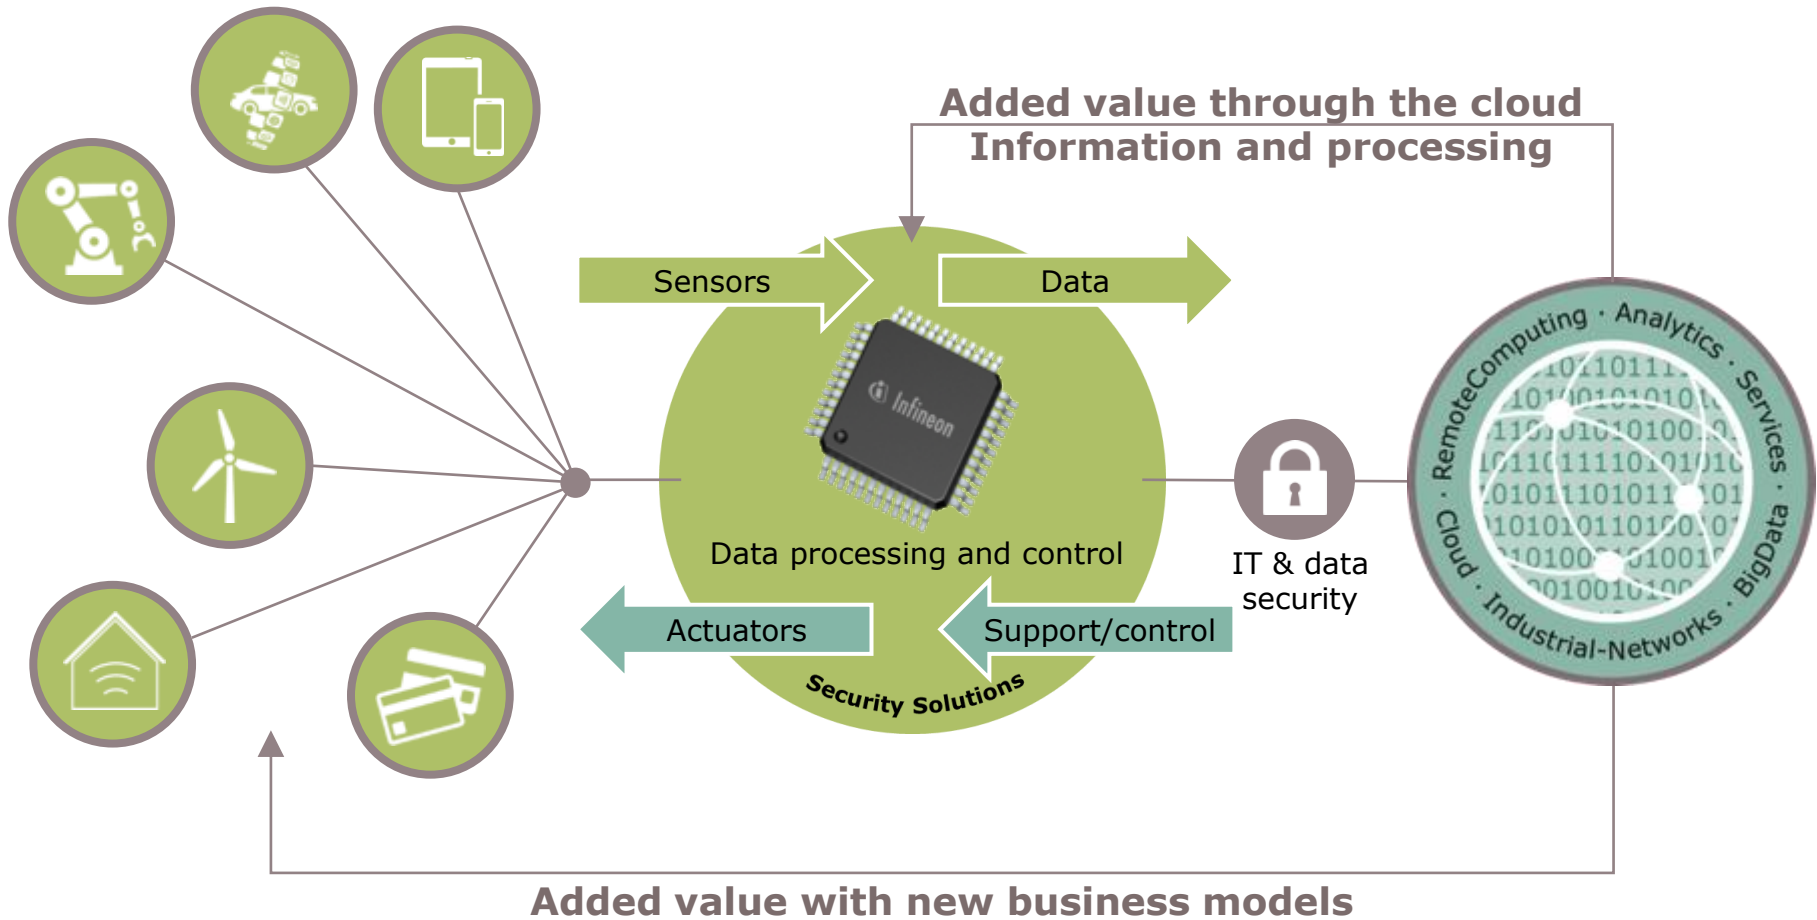 Added value through the cloud
Information and processing
Sensors
Data
Infineon
Data processing and control
Actuators
Support/control
Security Solutions
IT & data
security
Cloud · RemoteComputing · Analytics · Services · BigData · Industrial-Networks ·
Added value with new business models